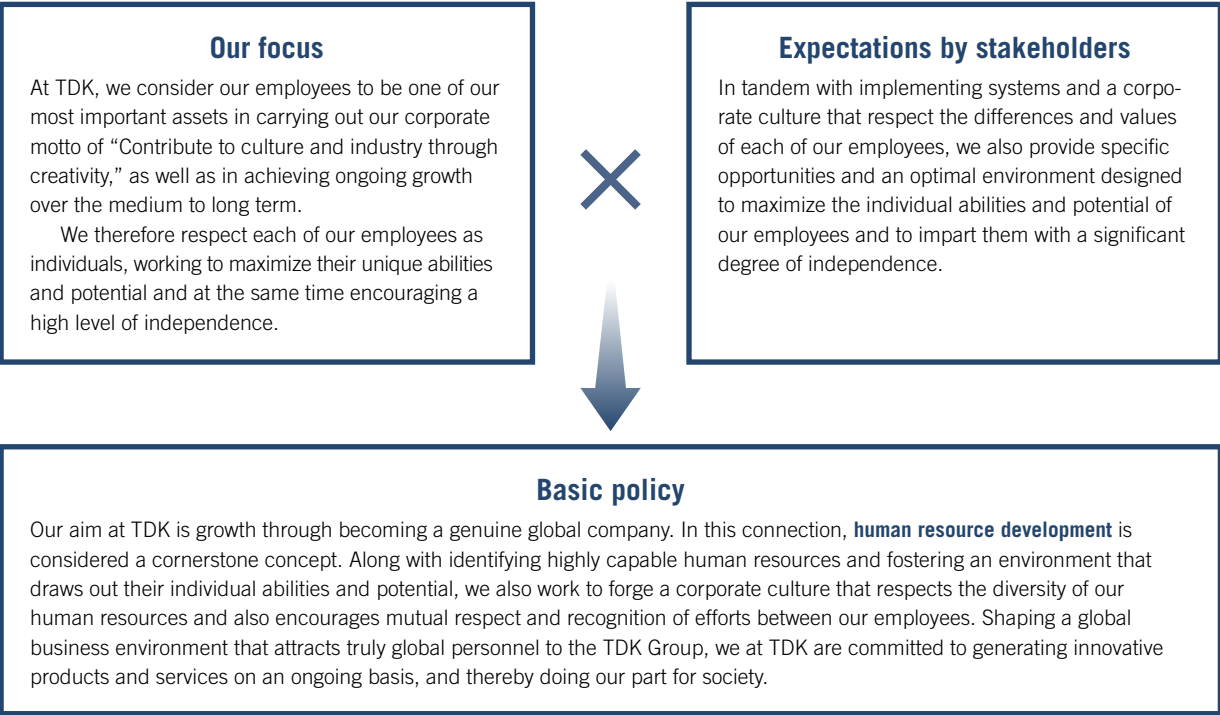 Our focus
At TDK, we consider our employees to be one of our
most important assets in carrying out our corporate
motto of “Contribute to culture and industry through
creativity,” as well as in achieving ongoing growth
over the medium to long term.
We therefore respect each of our employees as
individuals, working to maximize their unique abilities
and potential and at the same time encouraging a
high level of independence.
Expectations by stakeholders
In tandem with implementing systems and a corpo-
rate culture that respect the differences and values
of each of our employees, we also provide specific
opportunities and an optimal environment designed
to maximize the individual abilities and potential of
our employees and to impart them with a significant
degree of independence.
Basic policy
Our aim at TDK is growth through becoming a genuine global company. In this connection, human resource development is
considered a cornerstone concept. Along with identifying highly capable human resources and fostering an environment that
draws out their individual abilities and potential, we also work to forge a corporate culture that respects the diversity of our
human resources and also encourages mutual respect and recognition of efforts between our employees. Shaping a global
business environment that attracts truly global personnel to the TDK Group, we at TDK are committed to generating innovative
products and services on an ongoing basis, and thereby doing our part for society.